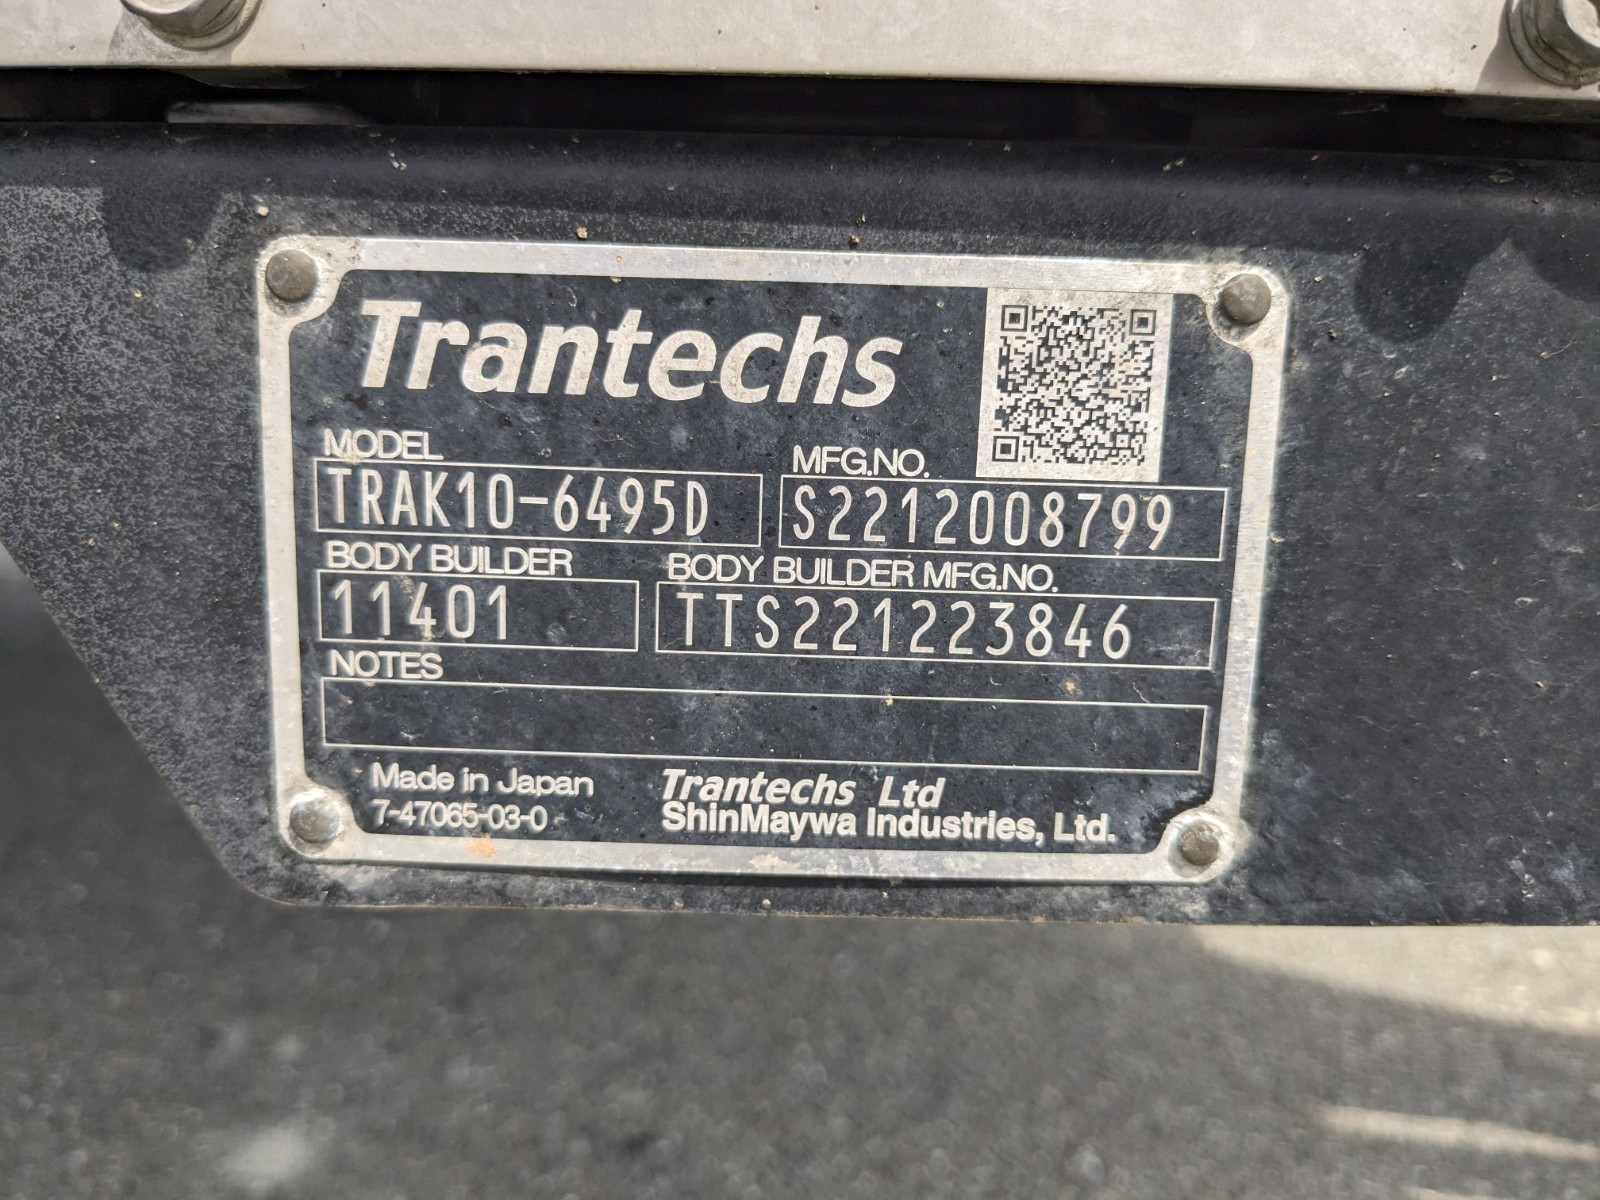 Trantechs
MODEL
MFG.NO.
TRAK10-6495D
S2212008799
BODY BUILDER
BODY BUILDER MFG.NO.
11401
TTS221223846
NOTES
Made in Japan
7-47065-03-0
Trantechs Ltd
ShinMaywa Industries, Ltd.